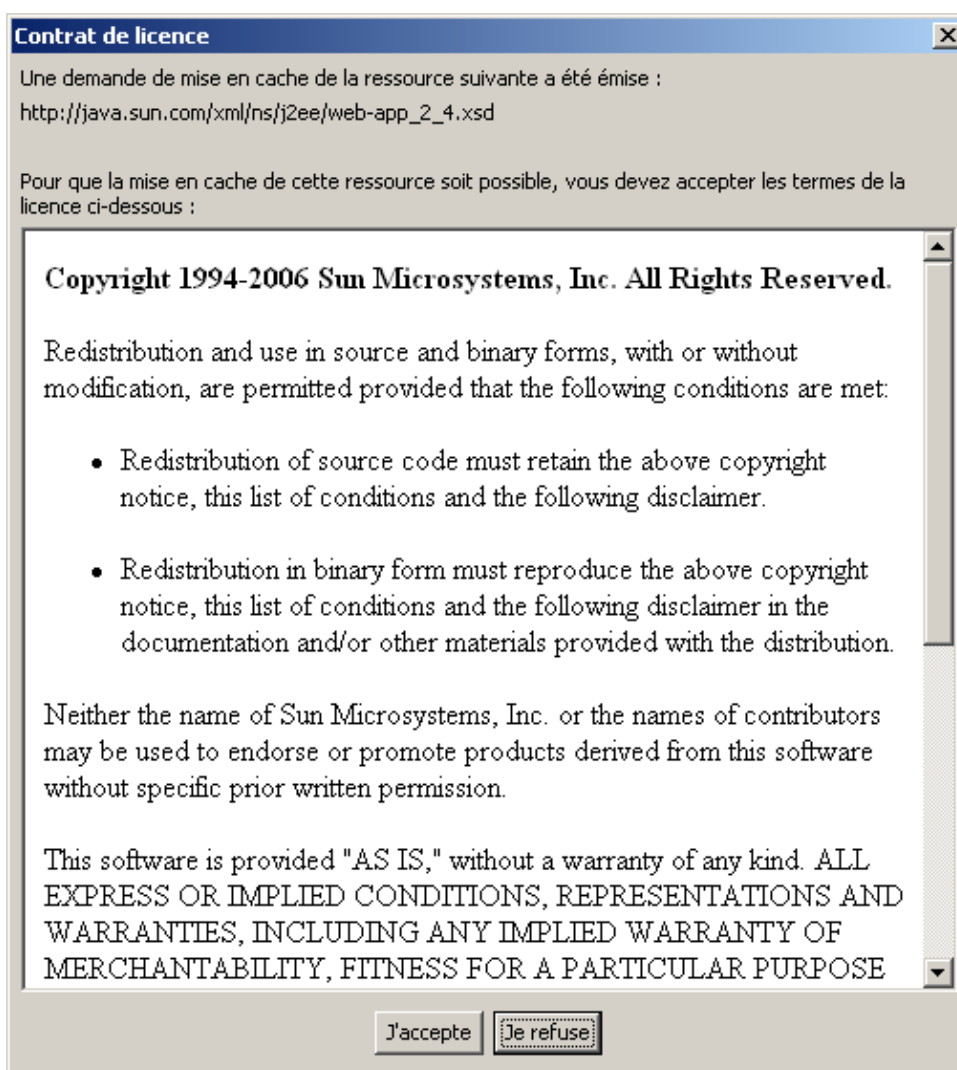 Contrat de licence
Une demande de mise en cache de la ressource suivante a été émise :
http://java.sun.com/xml/ns/j2ee/web-app_2_4.xsd
Pour que la mise en cache de cette ressource soit possible, vous devez accepter les termes de la
licence ci-dessous :
Copyright 1994-2006 Sun Microsystems, Inc. All Rights Reserved.
Redistribution and use in source and binary forms, with or without
modification, are permitted provided that the following conditions are met:
• Redistribution of source code must retain the above copyright
notice, this list of conditions and the following disclaimer.
• Redistribution in binary form must reproduce the above copyright
notice, this list of conditions and the following disclaimer in the
documentation and/or other materials provided with the distribution.
Neither the name of Sun Microsystems, Inc. or the names of contributors
may be used to endorse or promote products derived from this software
without specific prior written permission.
This software is provided "AS IS," without a warranty of any kind. ALL
EXPRESS OR IMPLIED CONDITIONS, REPRESENTATIONS AND
WARRANTIES, INCLUDING ANY IMPLIED WARRANTY OF
MERCHANTABILITY, FITNESS FOR A PARTICULAR PURPOSE
J'accepte Je refuse